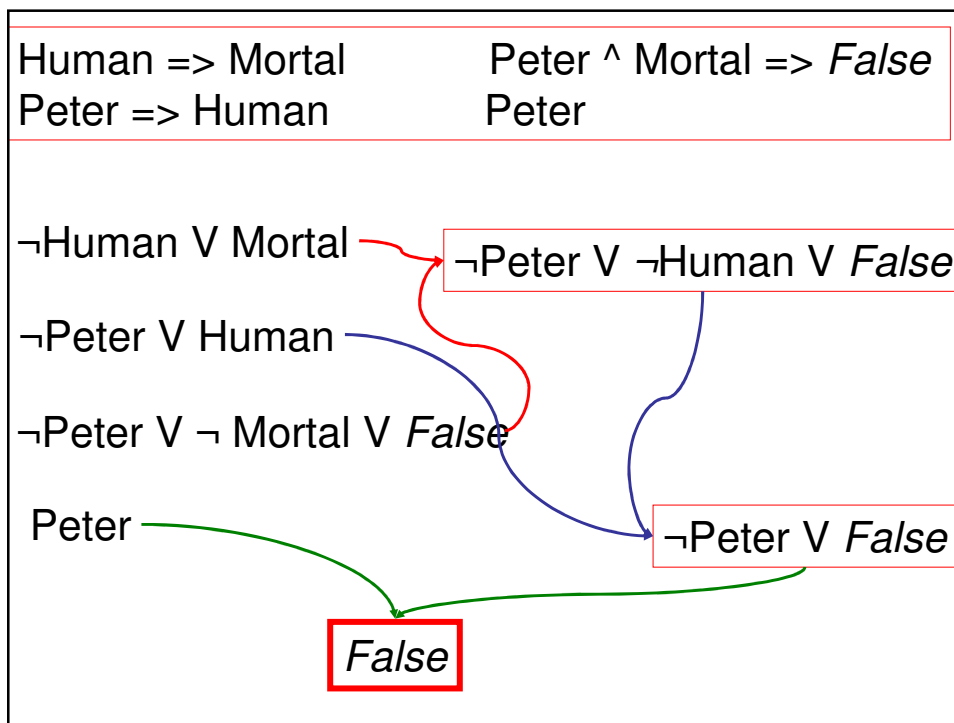 Human => Mortal Peter ^ Mortal => False
Peter => Human Peter
¬Human V Mortal
¬Peter V ¬Human V False
¬Peter V Human
¬Peter V ¬ Mortal V False
Peter
¬Peter V False
False